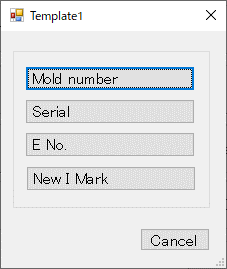 Template1
Mold number
Serial
E No.
New I Mark
Cancel